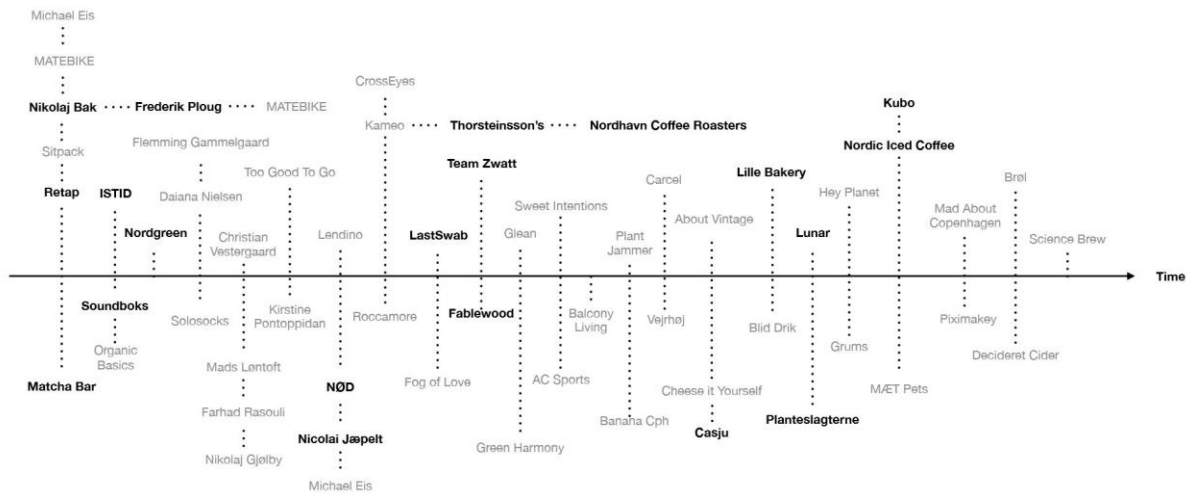 Michael Eis
MATEBIKE
CrossEyes
Nikolaj Bak
Frederik Ploug
MATEBIKE
Kubo
Kameo
Thorsteinsson's
Nordhavn Coffee Roasters
Sitpack
Flemming Gammelgaard
Nordic Iced Coffee
Too Good To Go
Team Zwatt
Lille Bakery
Brøl
Retap
ISTID
Daiana Nielsen
Carcel
Hey Planet
Sweet Intentions
About Vintage
Mad About
Copenhagen
Nordgreen
Christian
Vestergaard
Lendino
LastSwab
Glean
Plant
Jammer
Lunar
Science Brew
Time
Soundboks
Solosocks
Kirstine
Pontoppidan
Roccamore
Fablewood
Balcony
Living
Vejrhøj
Blid Drik
Piximakey
Organic
Basics
Grums
Decideret Cider
Mads Løntoft
Matcha Bar
NØD
Fog of Love
AC Sports
Cheese it Yourself
MÆT Pets
Farhad Rasouli
Banana Cph
Casju
Planteslagterne
Nicolai Jæpelt
Green Harmony
Nikolaj Gjølby
Michael Eis